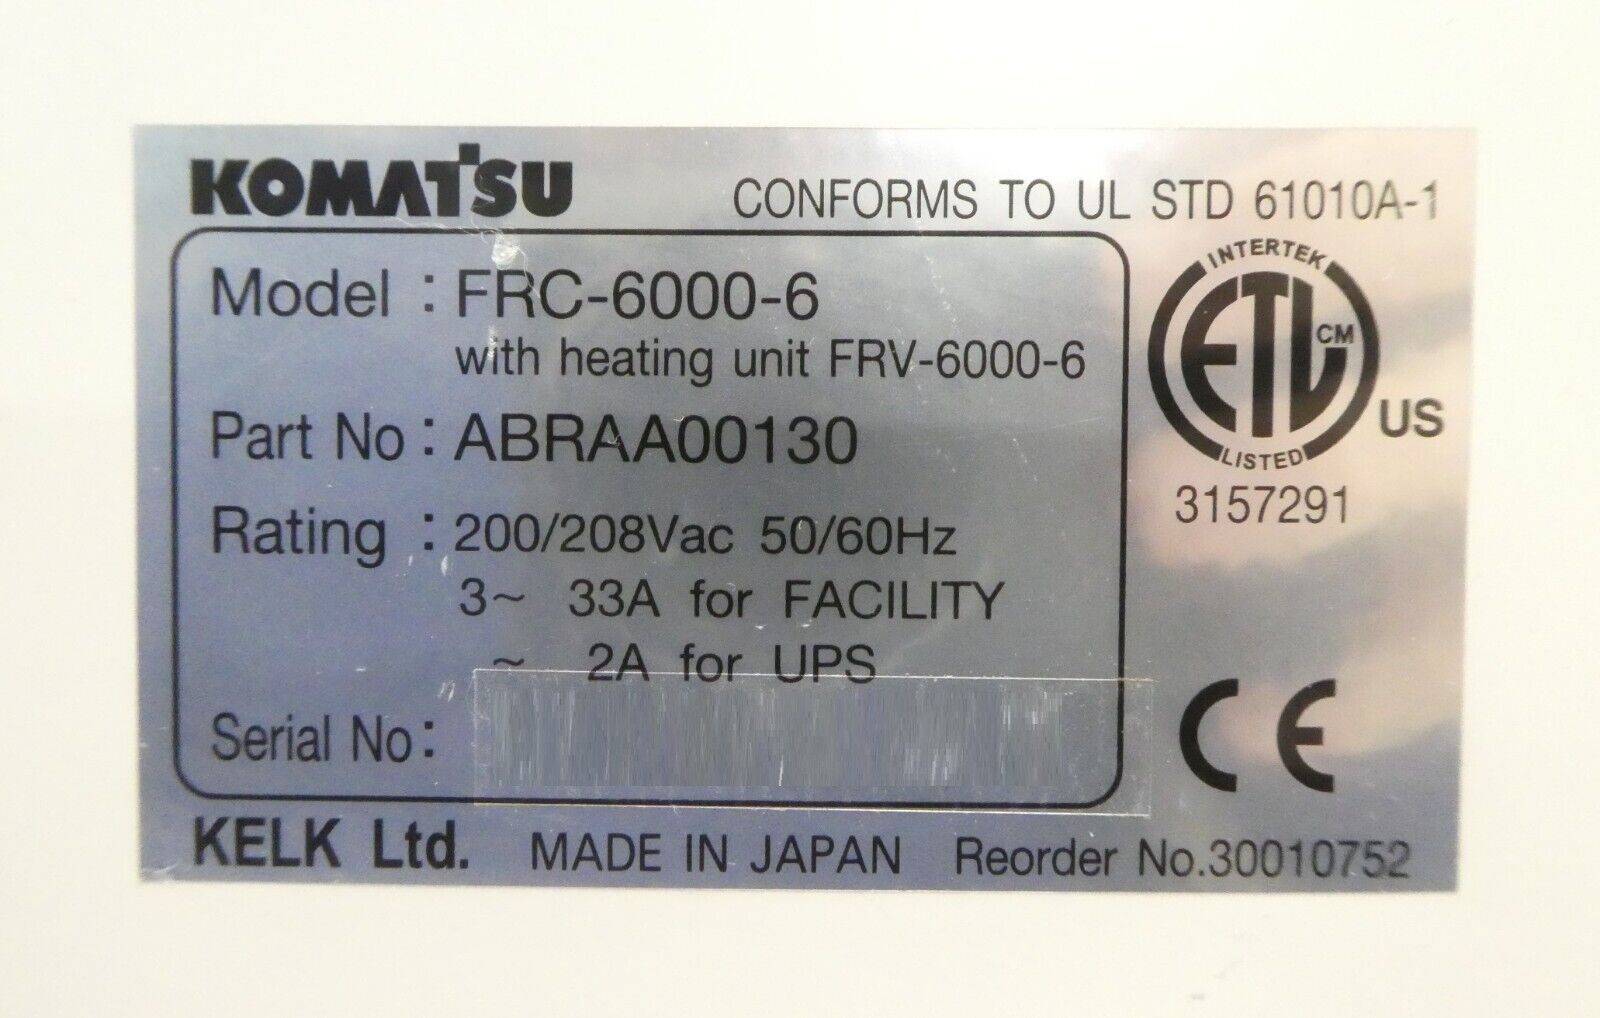 KOMATSU
CONFORMS TO UL STD 61010A-1
Model : FRC-6000-6
with heating unit FRV-6000-6
Part No : ABRAA00130
Rating : 200/208Vac 50/60Hz
3~ 33A for FACILITY
~ 2A for UPS
Serial No:
INTERTEK
ETL CM
US
LISTED
3157291
CE
KELK Ltd. MADE IN JAPAN Reorder No.30010752